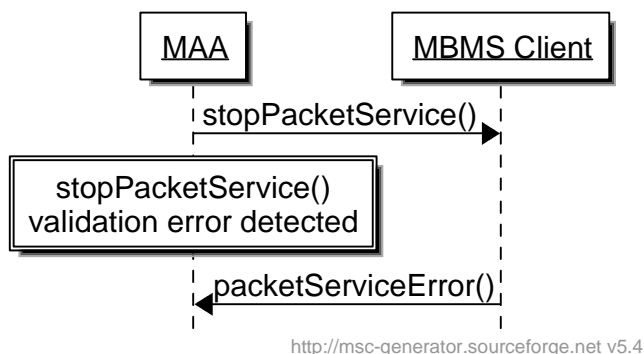 MAA
MBMS Client
stopPacketService()
stopPacketService()
validation error detected
packetServiceError()
http://msc-generator.sourceforge.net v5.4